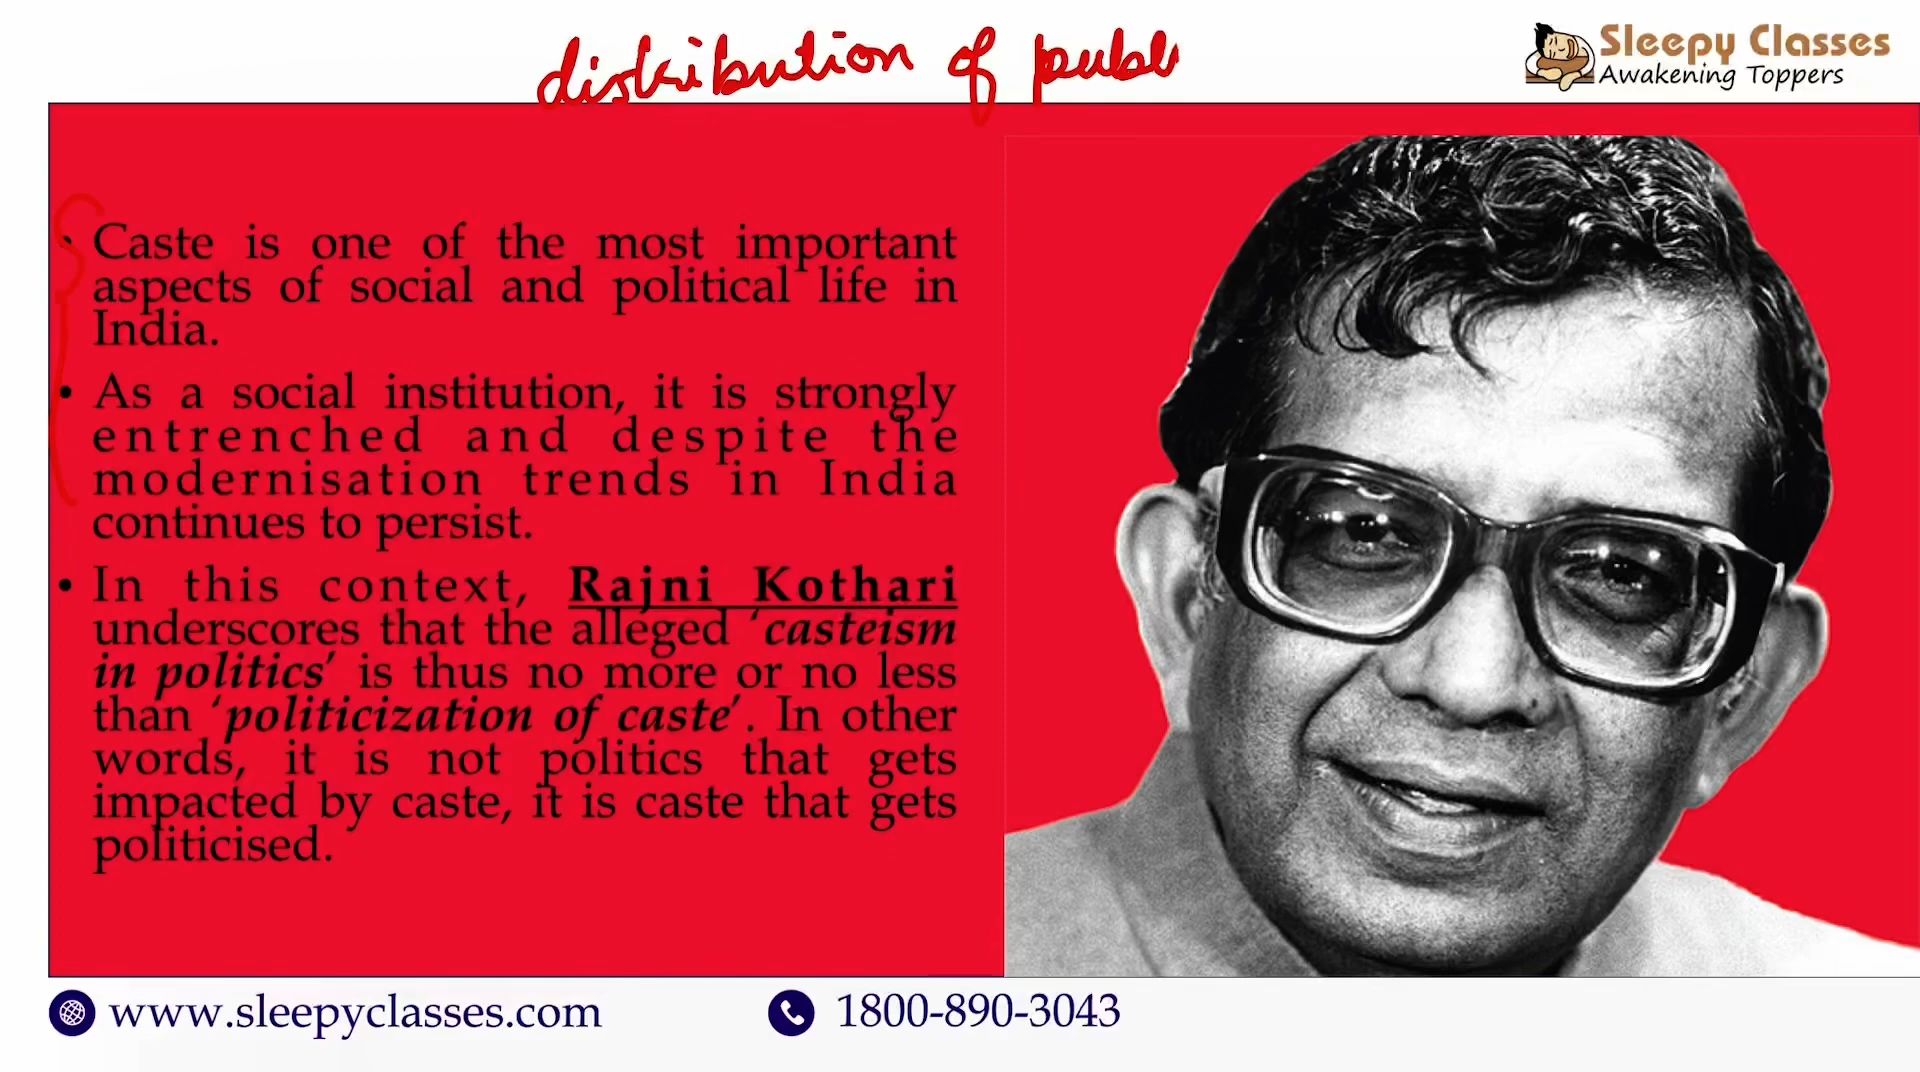 distribution of publ
Sleepy Classes
Awakening Toppers
• Caste is one of the most important
aspects of social and political life in
India.
• As a social institution, it is strongly
entrenched and despite the
modernisation trends in India
continues to persist.
• In this context, Rajni Kothari
underscores that the alleged ‘casteism
in politics’ is thus no more or no less
than ‘politicization of caste’. In other
words, it is not politics that gets
impacted by caste, it is caste that gets
politicised.
www.sleepyclasses.com
1800-890-3043